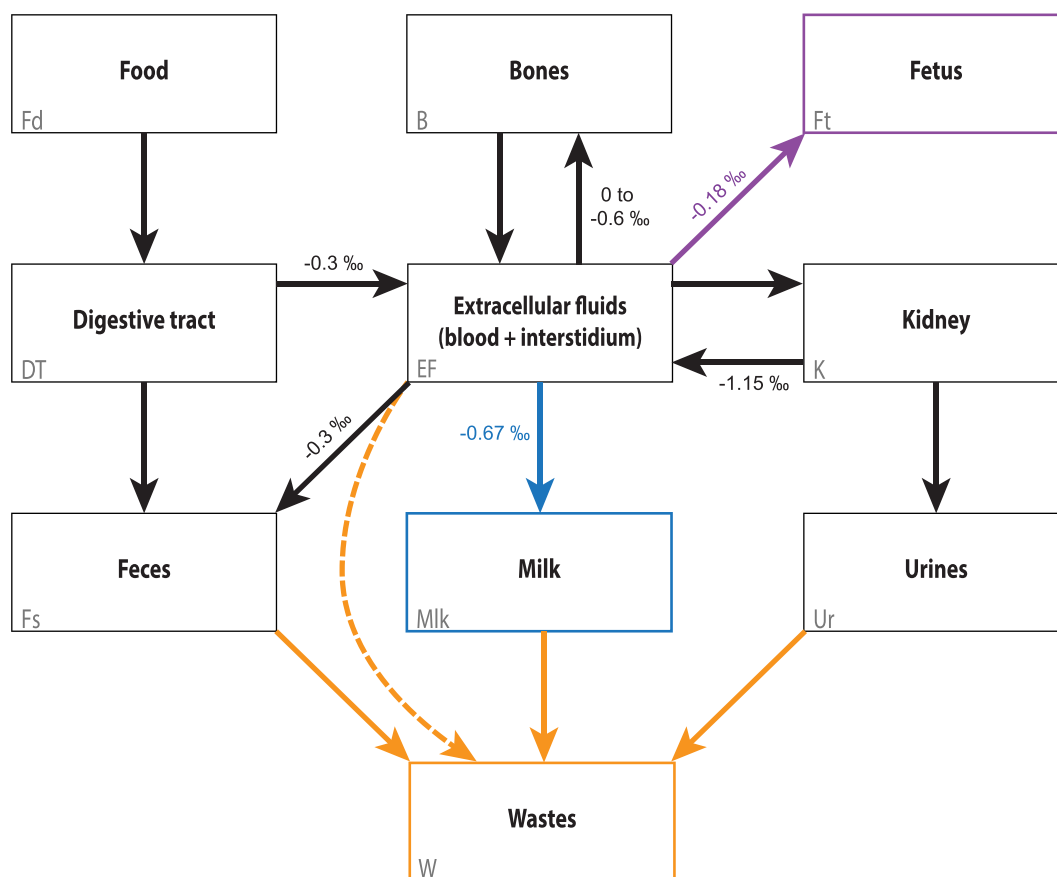 Food
Fd
Bones
B
Fetus
Ft
0 to
-0.6 ‰
-0.18 ‰
-0.3 ‰
Digestive tract
DT
Extracellular fluids
(blood + interstidium)
EF
Kidney
K
-1.15 ‰
-0.3 ‰
-0.67 ‰
Feces
Fs
Milk
Mlk
Urines
Ur
Wastes
W